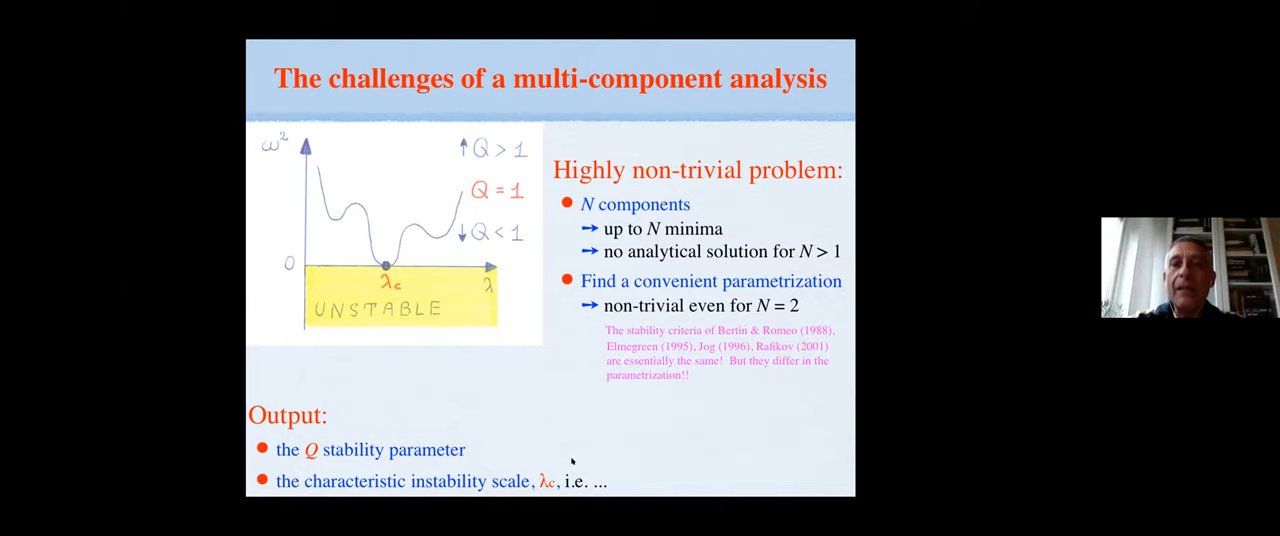 The challenges of a multi-component analysis
ω²
↑Q > 1
Q = 1
↓Q < 1
0
λc
λ
UNSTABLE
Highly non-trivial problem:
● N components
→ up to N minima
→ no analytical solution for N > 1
● Find a convenient parametrization
→ non-trivial even for N = 2
The stability criteria of Bertin & Romeo (1988),
Elmegreen (1995), Jog (1996), Rafikov (2001)
are essentially the same! But they differ in the
parametrization!!
Output:
● the Q stability parameter
● the characteristic instability scale, λc, i.e. ...